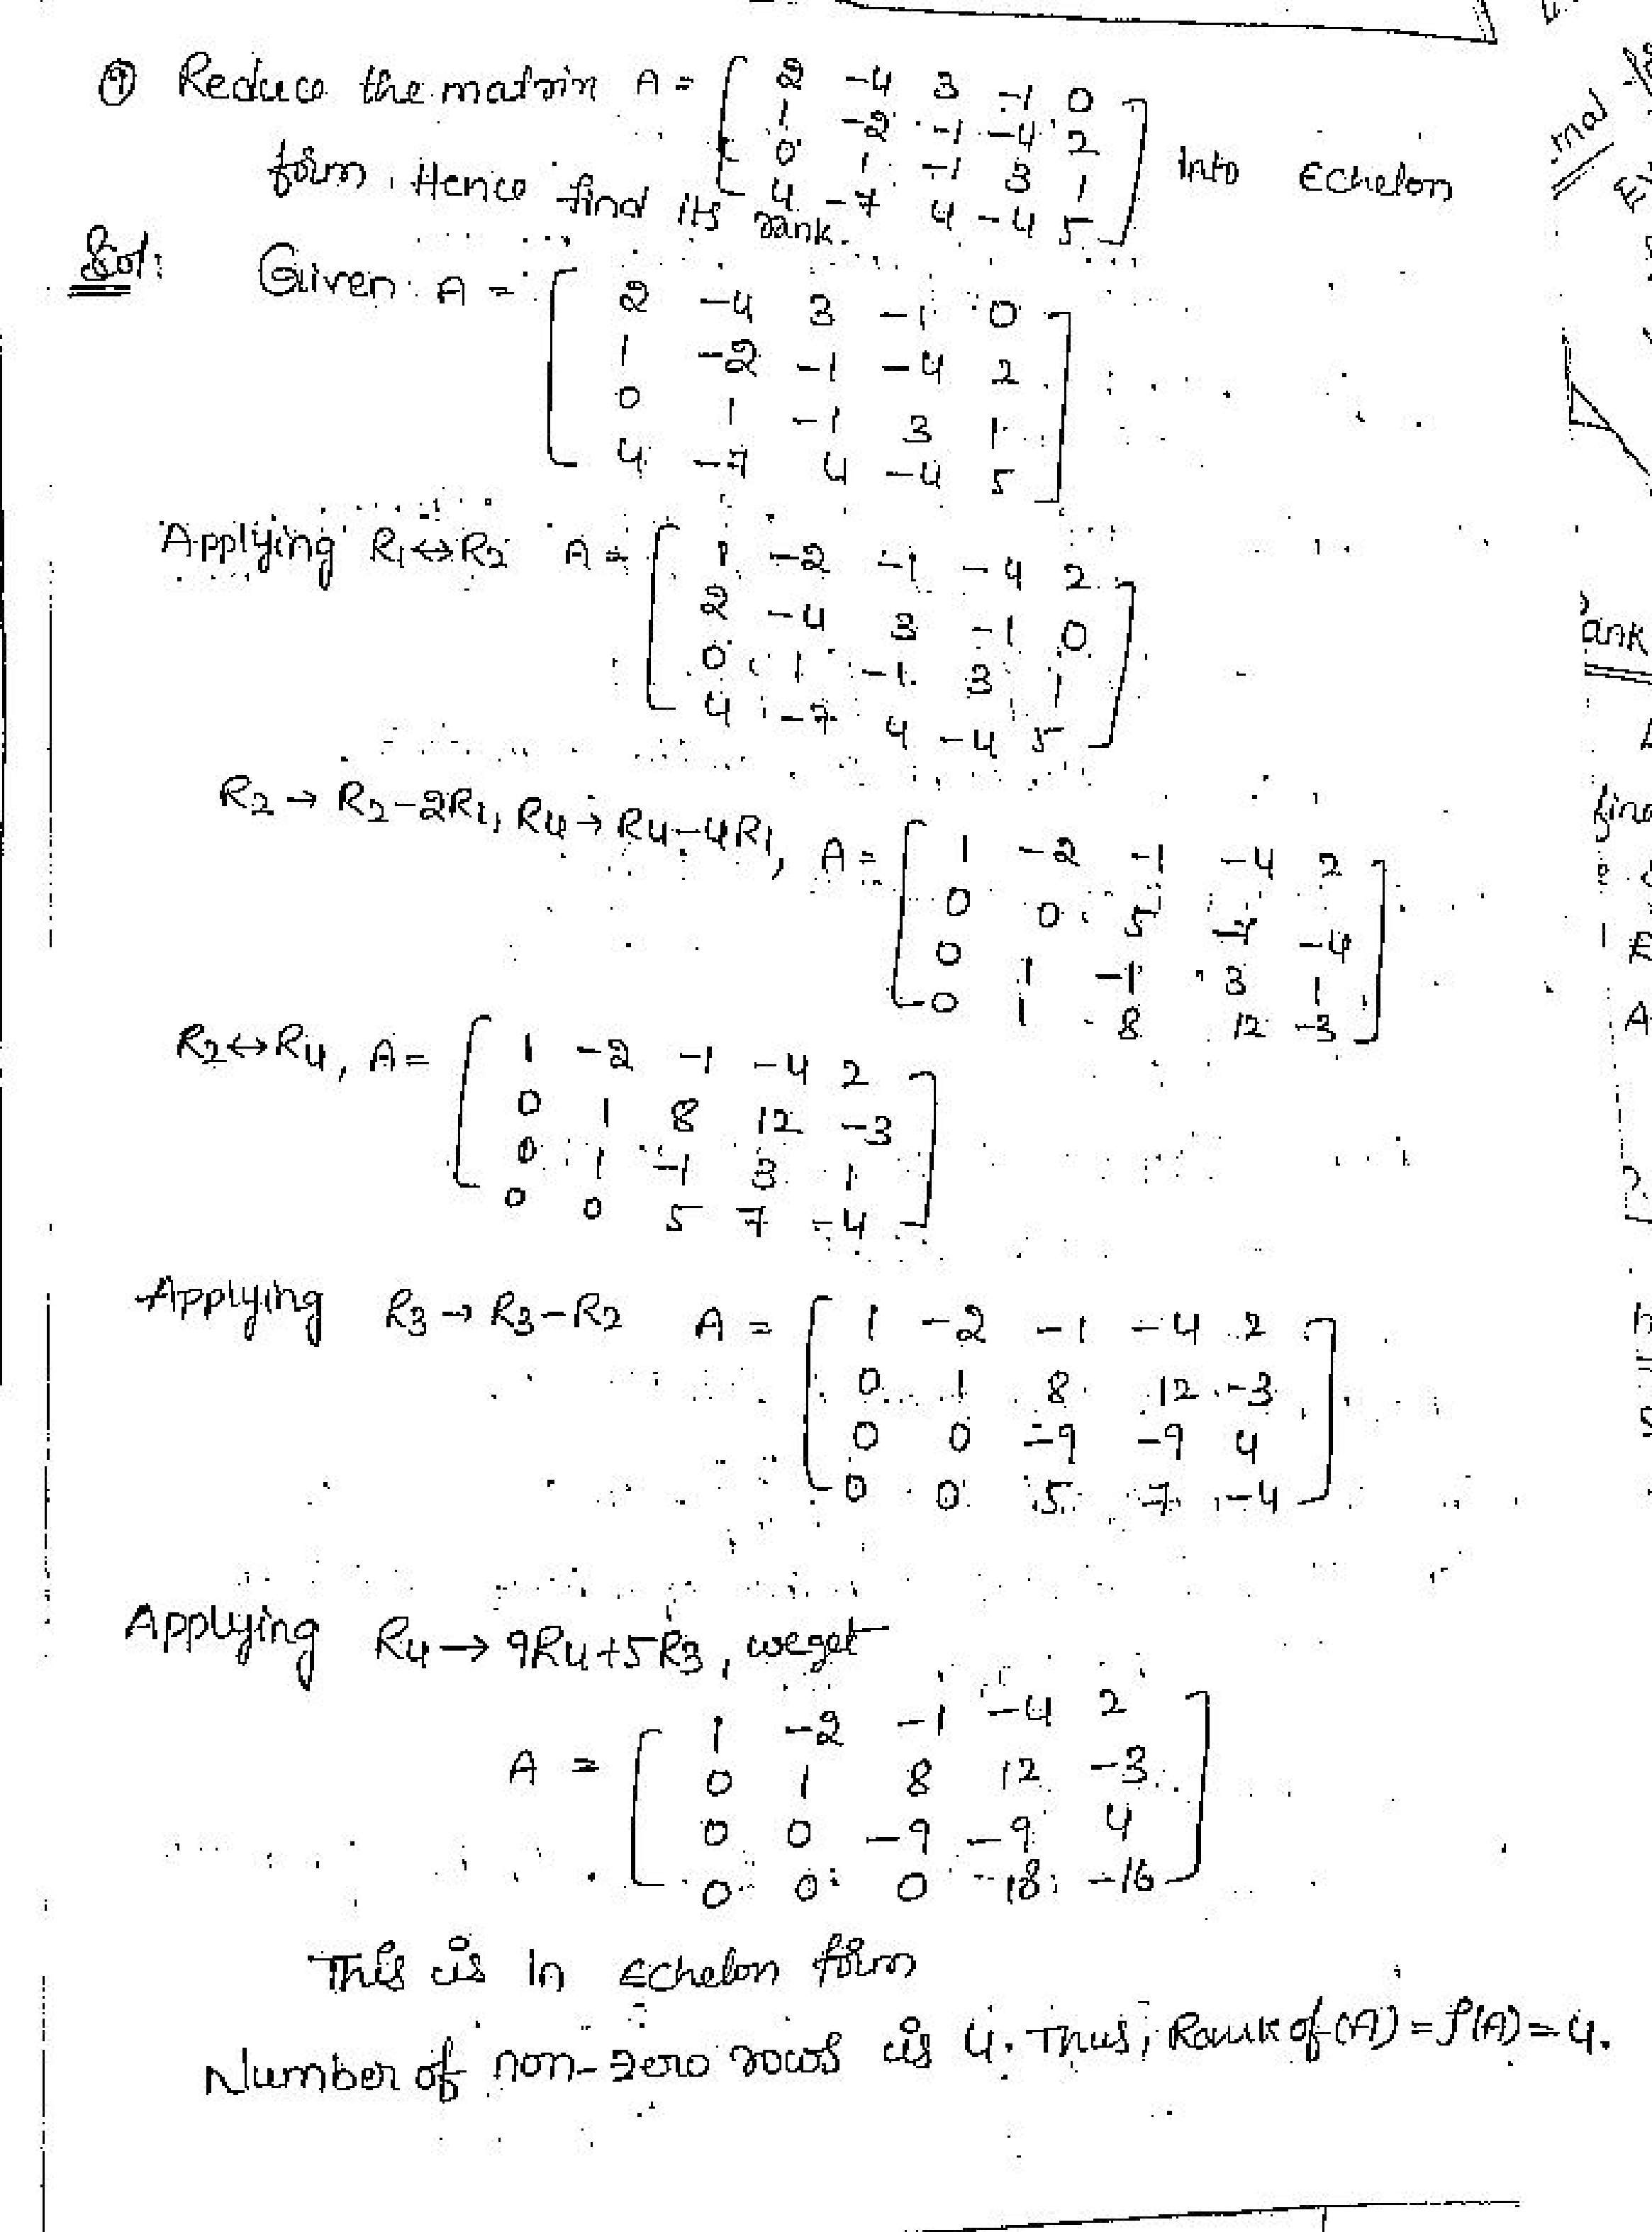 ⑨ Reduce the matrix A = [ 2 -4 3 -1 0
1 -2 -1 -4 2
0 1 -1 3 1
4 -7 4 -4 5 ] into Echelon
form. Hence find its rank.
Sol: Given A = [ 2 -4 3 -1 0
1 -2 -1 -4 2
0 1 -1 3 1
4 -7 4 -4 5 ]
Applying R1↔R2 A = [ 1 -2 -1 -4 2
2 -4 3 -1 0
0 1 -1 3 1
4 -7 4 -4 5 ]
R2 → R2-2R1, R4 → R4-4R1, A = [ 1 -2 -1 -4 2
0 0 5 7 -4
0 1 -1 3 1
0 1 8 12 -3 ]
R2↔R4, A = [ 1 -2 -1 -4 2
0 1 8 12 -3
0 1 -1 3 1
0 0 5 7 -4 ]
Applying R3 → R3-R2 A = [ 1 -2 -1 -4 2
0 1 8 12 -3
0 0 -9 -9 4
0 0 5 7 -4 ]
Applying R4 → 9R4+5R3, we get
A = [ 1 -2 -1 -4 2
0 1 8 12 -3
0 0 -9 -9 4
0 0 0 18 -16 ]
This is in Echelon form
Number of non-zero rows is 4. Thus, Rank of (A) = ρ(A) = 4.
ank